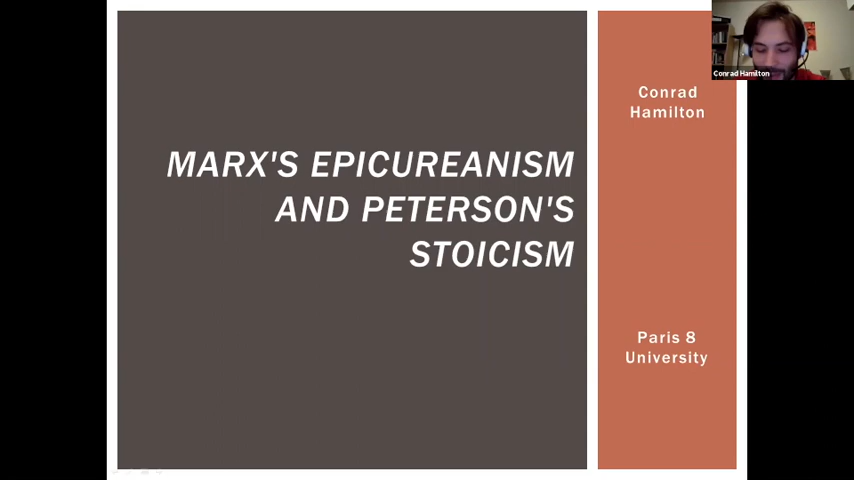 MARX'S EPICUREANISM
AND PETERSON'S
STOICISM
Conrad
Hamilton
Paris 8
University
Conrad Hamilton